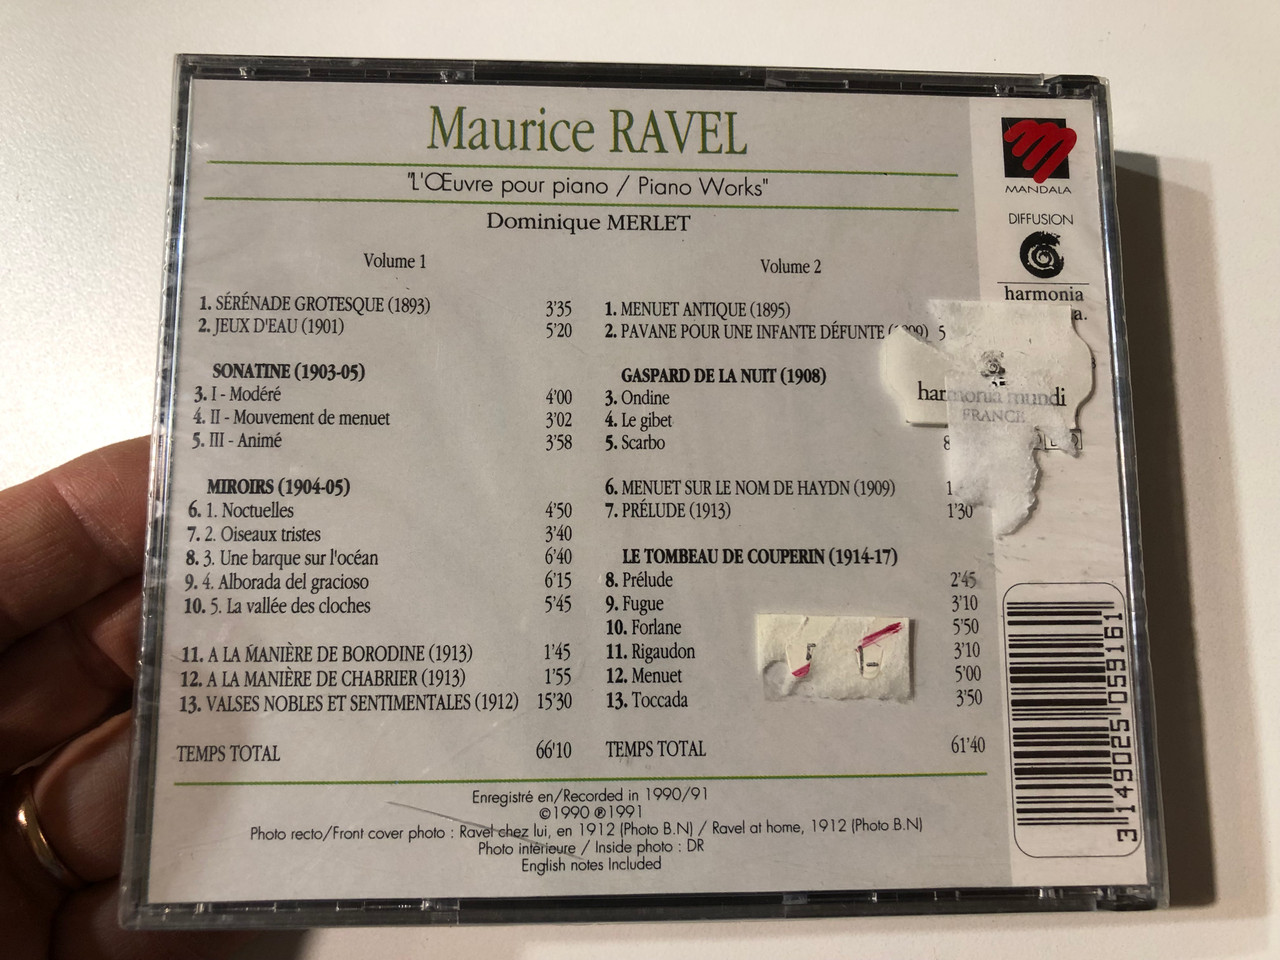 Maurice RAVEL
"L'Œuvre pour piano / Piano Works"
Dominique MERLET
Volume 1
1. SÉRÉNADE GROTESQUE (1893) 3'35
2. JEUX D'EAU (1901) 5'20
SONATINE (1903-05)
3. I - Modéré 4'00
4. II - Mouvement de menuet 3'02
5. III - Animé 3'58
MIROIRS (1904-05)
6. 1. Noctuelles 4'50
7. 2. Oiseaux tristes 3'40
8. 3. Une barque sur l'océan 6'40
9. 4. Alborada del gracioso 6'15
10. 5. La vallée des cloches 5'45
11. A LA MANIÈRE DE BORODINE (1913) 1'45
12. A LA MANIÈRE DE CHABRIER (1913) 1'55
13. VALSES NOBLES ET SENTIMENTALES (1912) 15'30
TEMPS TOTAL 66'10
Volume 2
1. MENUET ANTIQUE (1895)
2. PAVANE POUR UNE INFANTE DÉFUNTE 5
GASPARD DE LA NUIT (1908)
3. Ondine
4. Le gibet
5. Scarbo 8
6. MENUET SUR LE NOM DE HAYDN (1909) 1
7. PRÉLUDE (1913) 1'30
LE TOMBEAU DE COUPERIN (1914-17)
8. Prélude 2'45
9. Fugue 3'10
10. Forlane 5'50
11. Rigaudon 3'10
12. Menuet 5'00
13. Toccada 3'50
TEMPS TOTAL 61'40
MANDALA
DIFFUSION
harmonia
a.
harmonia mundi
FRANCE
3 149025 059161
Enregistré en/Recorded in 1990/91
©1990 ℗1991
Photo recto/Front cover photo : Ravel chez lui, en 1912 (Photo B.N) / Ravel at home, 1912 (Photo B.N)
Photo intérieure / Inside photo : DR
English notes Included